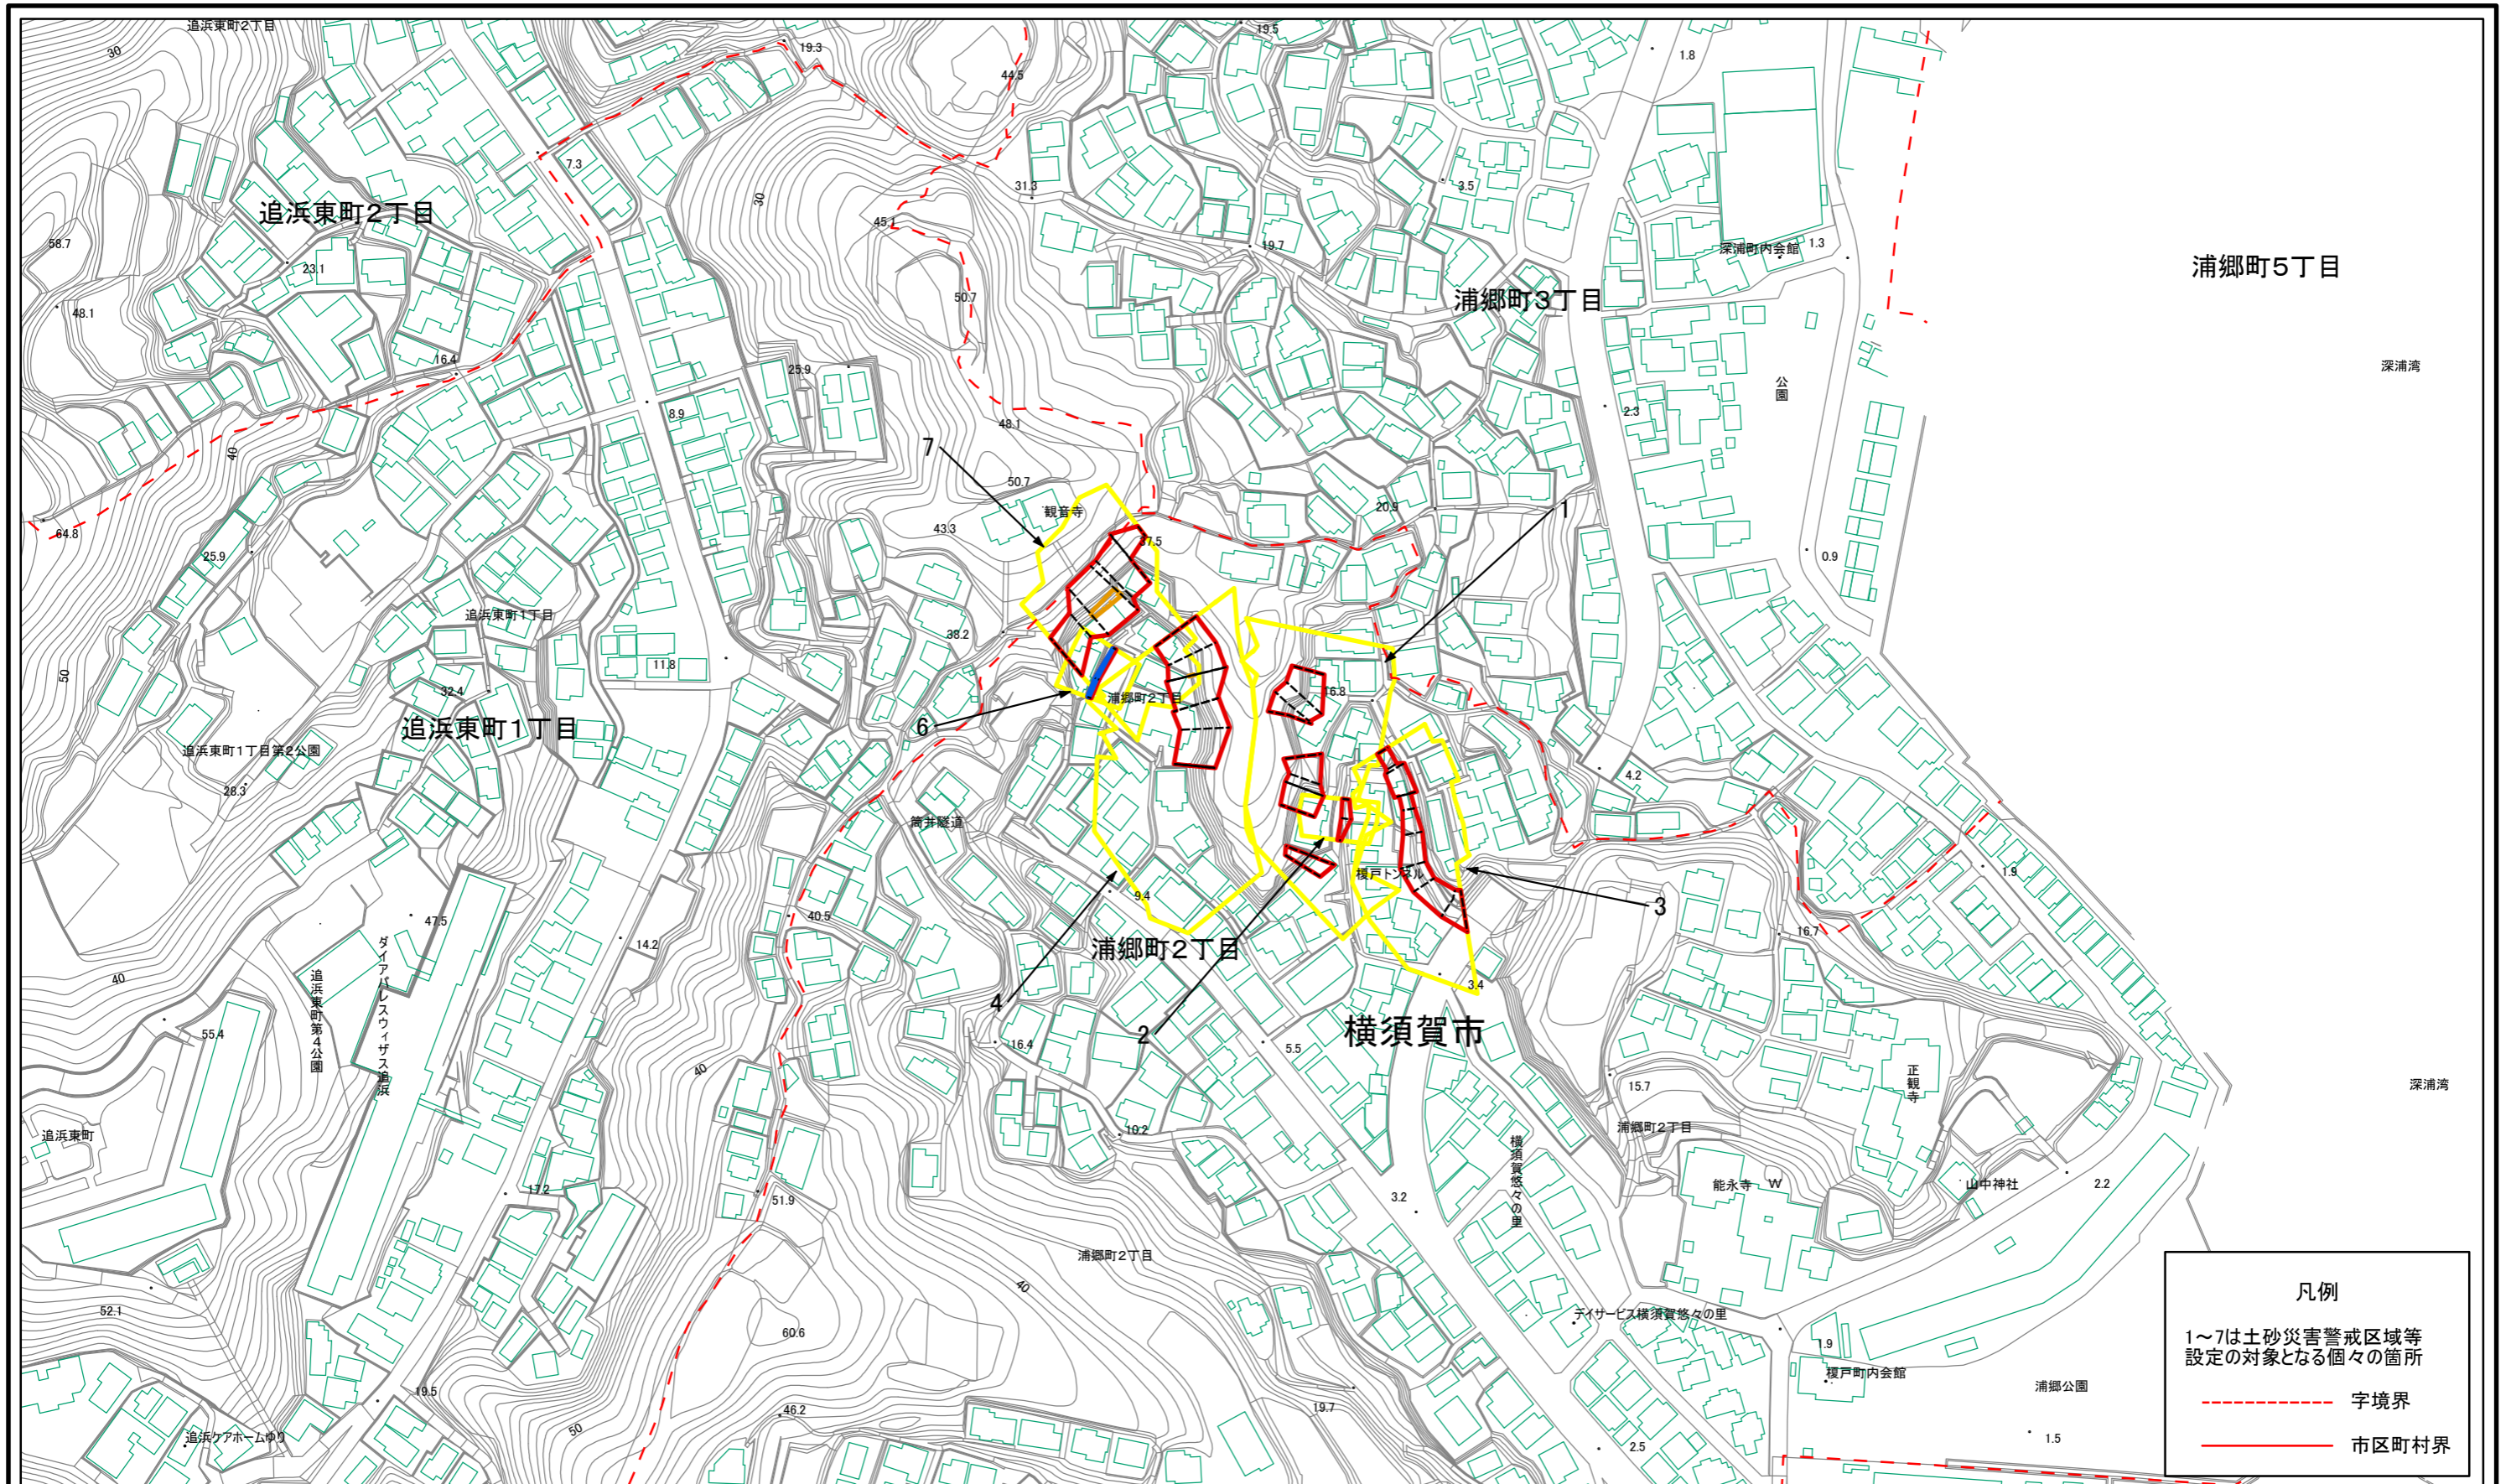 追浜東町2丁目
30
19.3
44.5
19.5
1.8
7.3
追浜東町2丁目
30
31.3
45.1
3.5
19.7
深浦町内会館
1.3
58.7
23.1
浦郷町5丁目
48.1
50.7
浦郷町3丁目
16.4
25.9
深浦湾
公園
8.9
48.1
2.3
40
7
50.7
観音寺
20.9
1
64.8
43.3
37.5
25.9
0.9
追浜東町1丁目
38.2
50
11.8
32.4
浦郷町2丁目
16.8
6
追浜東町1丁目
追浜東町1丁目第2公園
28.3
4.2
筒井隧道
榎戸トンネル
1.9
9.4
3
47.5
40.5
14.2
浦郷町2丁目
16.7
40
追浜東町第4公園
ダイアパレスウィザス追浜
4
3.4
2
横須賀市
55.4
16.4
5.5
40
15.7
正観寺
深浦湾
追浜東町
10.2
浦郷町2丁目
横須賀悠々の里
17.2
51.9
3.2
能永寺
W
山中神社
2.2
浦郷町2丁目
40
52.1
60.6
デイサービス横須賀悠々の里
1.9
榎戸町内会館
浦郷公園
19.5
46.2
19.7
追浜ケアホームゆり
50
2.5
1.5
凡例
1～7は土砂災害警戒区域等
設定の対象となる個々の箇所
字境界
市区町村界